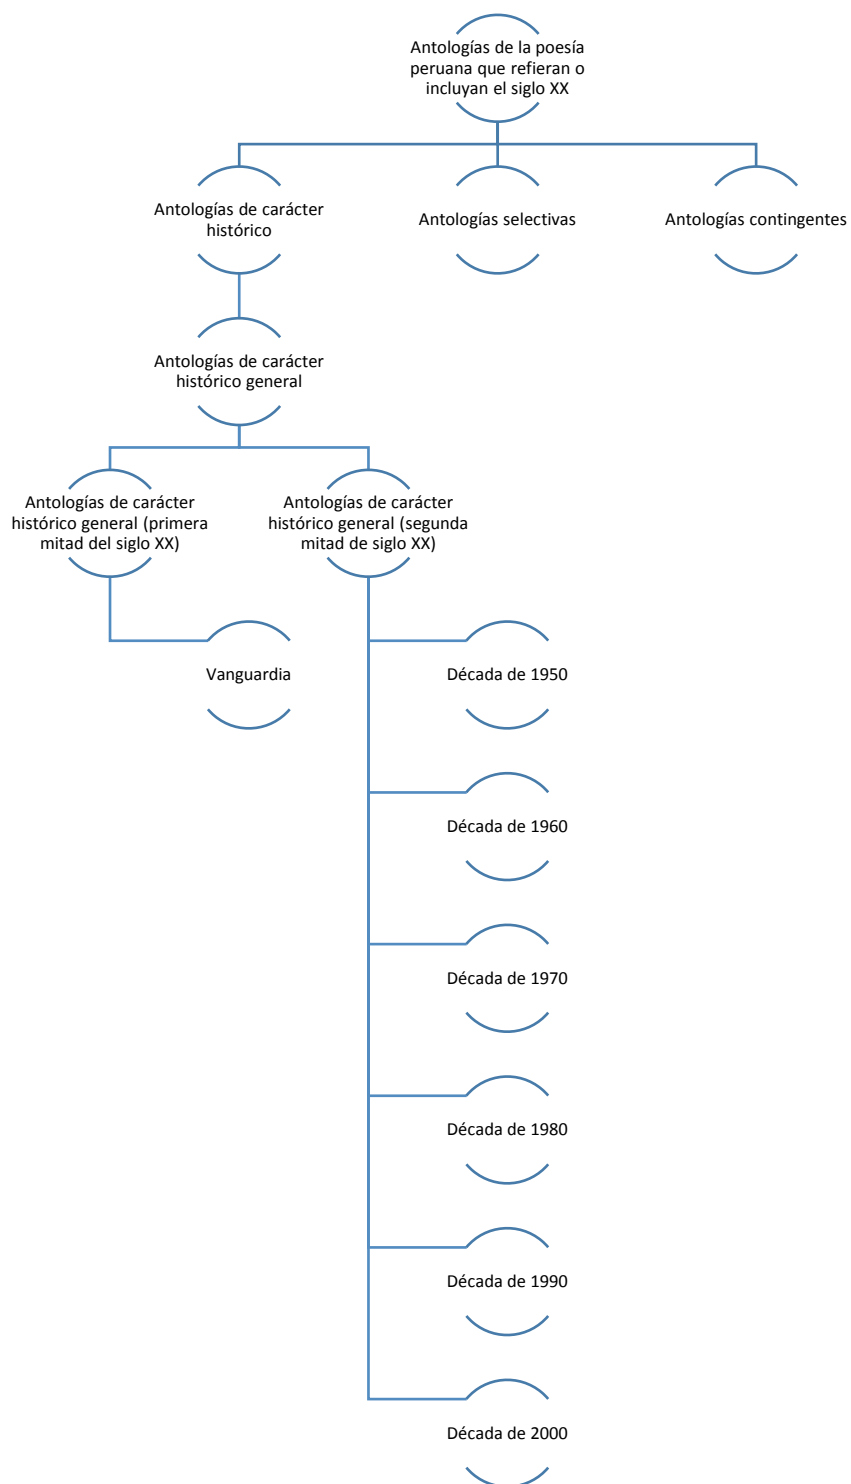 Antologías de la poesía
peruana que refieran o
incluyan el siglo XX
Antologías de carácter
histórico
Antologías selectivas
Antologías contingentes
Antologías de carácter
histórico general
Antologías de carácter
histórico general (primera
mitad del siglo XX)
Antologías de carácter
histórico general (segunda
mitad de siglo XX)
Vanguardia
Década de 1950
Década de 1960
Década de 1970
Década de 1980
Década de 1990
Década de 2000